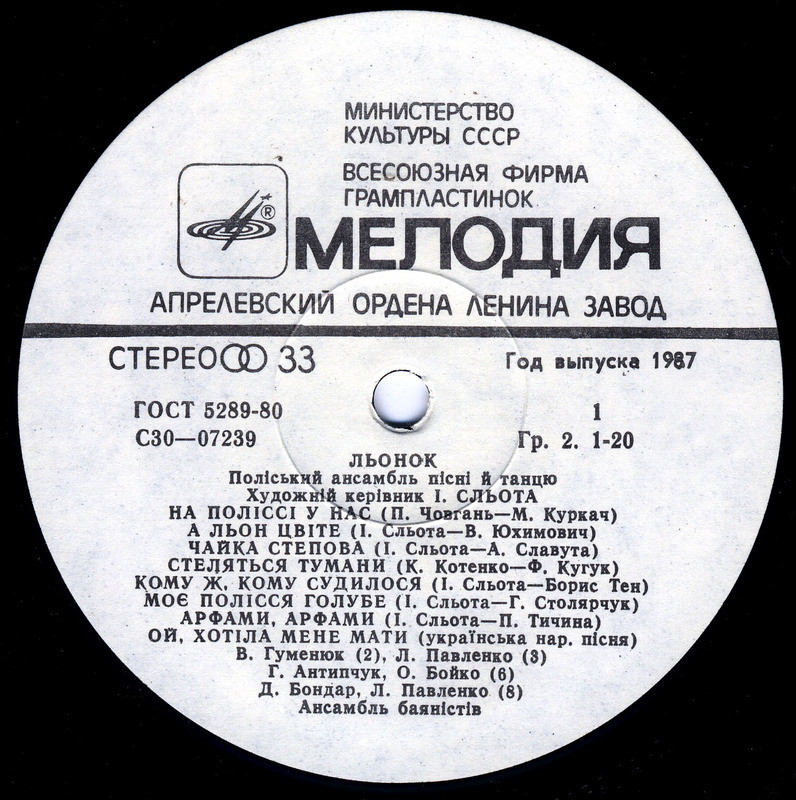 МИНИСТЕРСТВО
КУЛЬТУРЫ СССР
ВСЕСОЮЗНАЯ ФИРМА
ГРАМПЛАСТИНОК
®
МЕЛОДИЯ
АПРЕЛЕВСКИЙ ОРДЕНА ЛЕНИНА ЗАВОД
СТЕРЕО 33 Год выпуска 1987
ГОСТ 5289-80 1
С30—07239 Гр. 2. 1-20
ЛЬОНОК
Поліський ансамбль пісні й танцю
Художній керівник І. СЛЬОТА
НА ПОЛІССІ У НАС (П. Човгань—М. Куркач)
А ЛЬОН ЦВІТЕ (І. Сльота—В. Юхимович)
ЧАЙКА СТЕПОВА (І. Сльота—А. Славута)
СТЕЛЯТЬСЯ ТУМАНИ (К. Котенко—Ф. Кугук)
КОМУ Ж, КОМУ СУДИЛОСЯ (І. Сльота—Борис Тен)
МОЄ ПОЛІССЯ ГОЛУБЕ (І. Сльота—Г. Столярчук)
АРФАМИ, АРФАМИ (І. Сльота—П. Тичина)
ОЙ, ХОТІЛА МЕНЕ МАТИ (українська нар. пісня)
В. Гуменюк (2), Л. Павленко (3)
Г. Антипчук, О. Бойко (6)
Д. Бондар, Л. Павленко (8)
Ансамбль баяністів